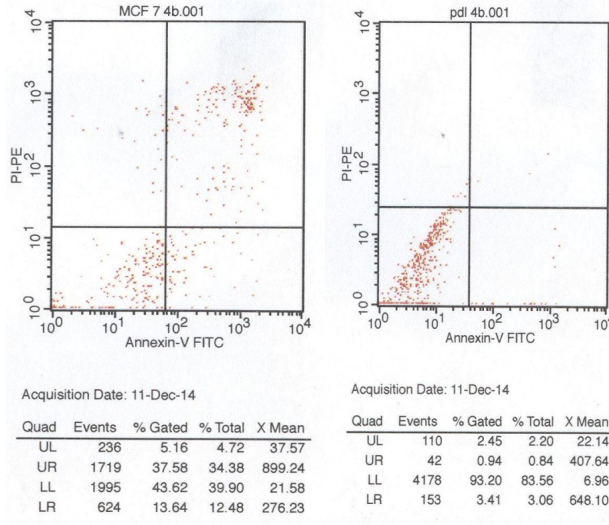 MCF 7 4b.001
10^4
10^3
10^2
10^1
10^0
PI-PE
10^0 10^1 10^2 10^3 10^4
Annexin-V FITC
Acquisition Date: 11-Dec-14
Quad Events % Gated % Total X Mean
UL 236 5.16 4.72 37.57
UR 1719 37.58 34.38 899.24
LL 1995 43.62 39.90 21.58
LR 624 13.64 12.48 276.23
pdl 4b.001
10^4
10^3
10^2
10^1
10^0
PI-PE
10^0 10^1 10^2 10^3
Annexin-V FITC
Acquisition Date: 11-Dec-14
Quad Events % Gated % Total X Mean
UL 110 2.45 2.20 22.14
UR 42 0.94 0.84 407.64
LL 4178 93.20 83.56 6.96
LR 153 3.41 3.06 648.10